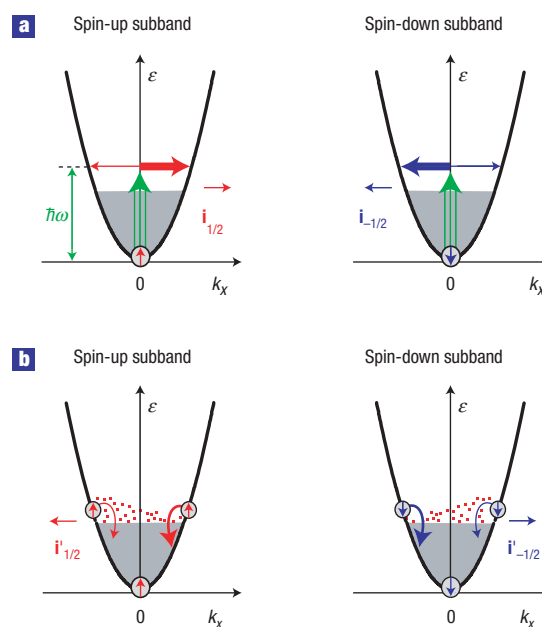 a
Spin-up subband
Spin-down subband
ε
ε
ħω
i1/2
i−1/2
0
kx
0
kx
b
Spin-up subband
Spin-down subband
ε
ε
i'1/2
i'−1/2
0
kx
0
kx